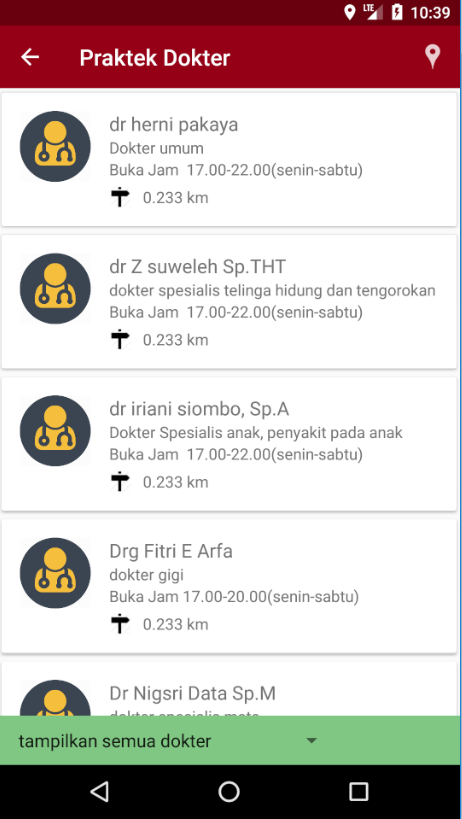 LTE 10:39
Praktek Dokter
dr herni pakaya
Dokter umum
Buka Jam 17.00-22.00(senin-sabtu)
0.233 km
dr Z suweleh Sp.THT
dokter spesialis telinga hidung dan tengorokan
Buka Jam 17.00-22.00(senin-sabtu)
0.233 km
dr iriani siombo, Sp.A
Dokter Spesialis anak, penyakit pada anak
Buka Jam 17.00-22.00(senin-sabtu)
0.233 km
Drg Fitri E Arfa
dokter gigi
Buka Jam 17.00-20.00(senin-sabtu)
0.233 km
Dr Nigsri Data Sp.M
dokter spesialis mata
tampilkan semua dokter